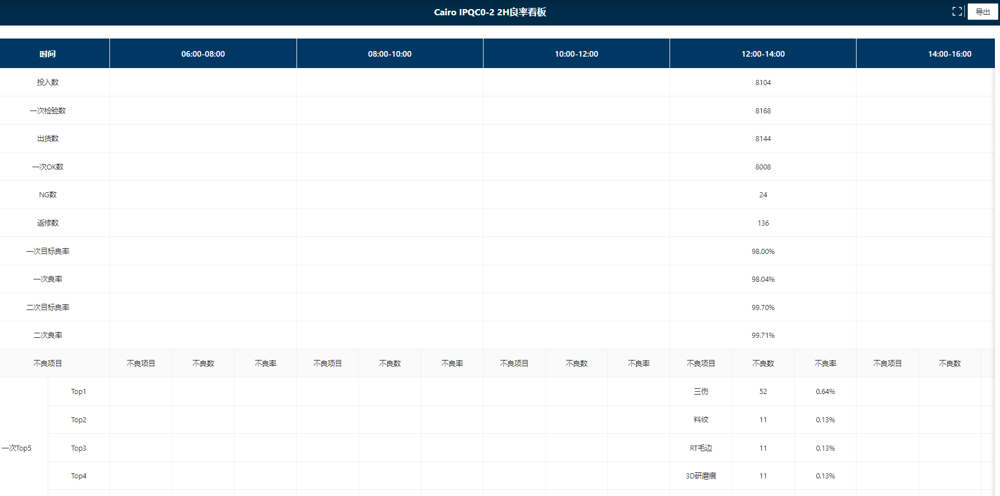 Cairo IPQC0-2 2H良率看板
导出
时间 06:00-08:00 08:00-10:00 10:00-12:00 12:00-14:00 14:00-16:00
投入数 8104
一次检验数 8168
出货数 8144
一次OK数 8008
NG数 24
返修数 136
一次目标良率 98.00%
一次良率 98.04%
二次目标良率 99.70%
二次良率 99.71%
不良项目 不良项目 不良数 不良率 不良项目 不良数 不良率 不良项目 不良数 不良率 不良项目 不良数 不良率 不良项目 不良数
Top1 三伤 52 0.64%
Top2 料纹 11 0.13%
一次Top5 Top3 RT毛边 11 0.13%
Top4 3D研磨痕 11 0.13%